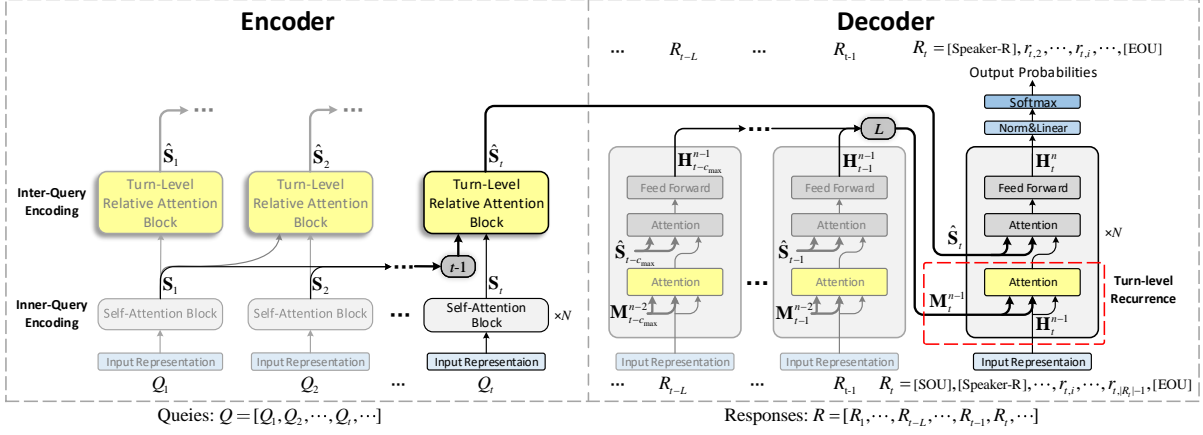 Encoder
Decoder
... R_{t-L} ... R_{t-1} R_t = [Speaker-R], r_{t,2}, ⋯, r_{t,i}, ⋯, [EOU]
Output Probabilities
Softmax
Norm&Linear
... ... ... L
Ŝ_1 Ŝ_2 Ŝ_t H^{n-1}_{t-c_max} H^{n-1}_{t-1} H^n_t
Inter-Query
Encoding
Turn-Level
Relative Attention
Block
Turn-Level
Relative Attention
Block
Turn-Level
Relative Attention
Block
Feed Forward
Feed Forward
Feed Forward
Attention
Attention
Attention
Ŝ_{t-c_max} Ŝ_{t-1} Ŝ_t ×N
... t-1
S_1 S_2 S_t
Attention
...
Attention
Attention
Turn-level
Recurrence
M^{n-2}_{t-c_max} M^{n-2}_{t-1} M^{n-1}_t H^{n-1}_t
Inner-Query
Encoding
Self-Attention
Block
Self-Attention
Block
...
Self-Attention
Block
×N
Input Representation
Input Representation
Input Representaion
Input Representation
Input Representation
Input Representaion
Q_1 Q_2 ... Q_t
... R_{t-L} ... R_{t-1} R_t = [SOU], [Speaker-R], ⋯, r_{t,i}, ⋯, r_{t,|R_t|-1}, [EOU]
Queies: Q = [Q_1, Q_2, ⋯, Q_t, ⋯]
Responses: R = [R_1, ⋯, R_{t-L}, ⋯, R_{t-1}, R_t, ⋯]